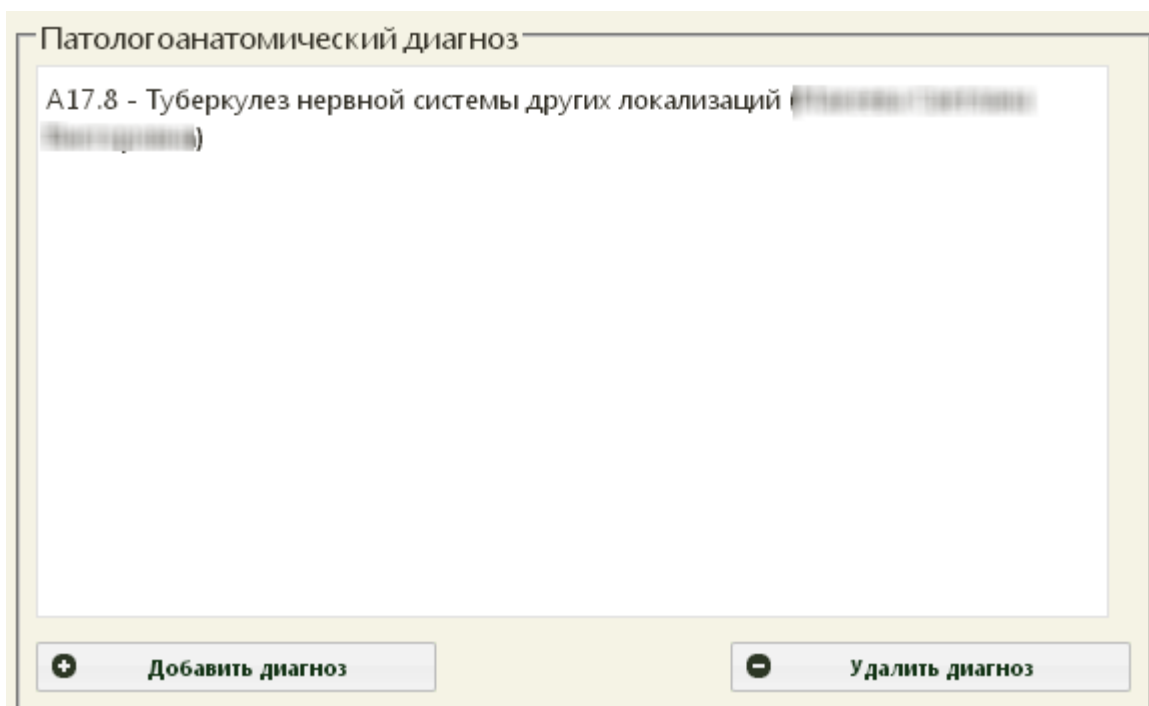 Патологоанатомический диагноз
A17.8 - Туберкулез нервной системы других локализаций (
)
Добавить диагноз
Удалить диагноз